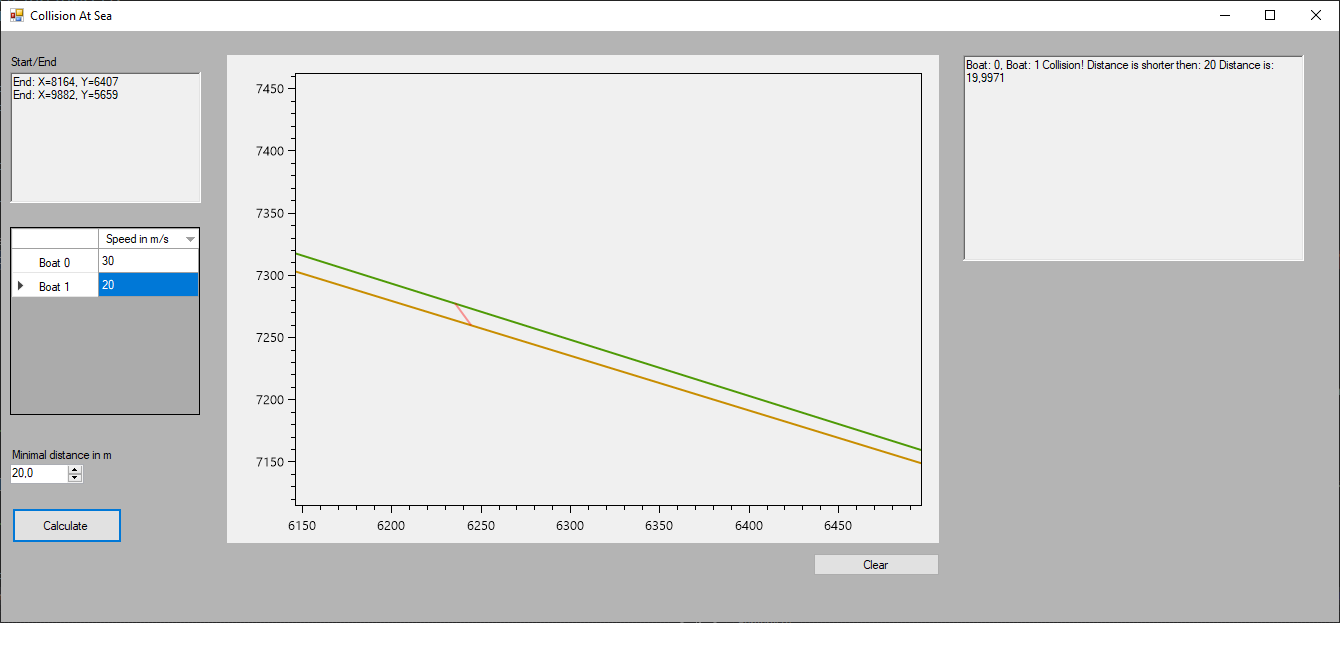 Collision At Sea
Start/End
End: X=8164, Y=6407
End: X=9882, Y=5659
Speed in m/s
Boat 0 30
Boat 1 20
Minimal distance in m
20,0
Calculate
7450
7400
7350
7300
7250
7200
7150
6150 6200 6250 6300 6350 6400 6450
Clear
Boat: 0, Boat: 1 Collision! Distance is shorter then: 20 Distance is:
19,9971